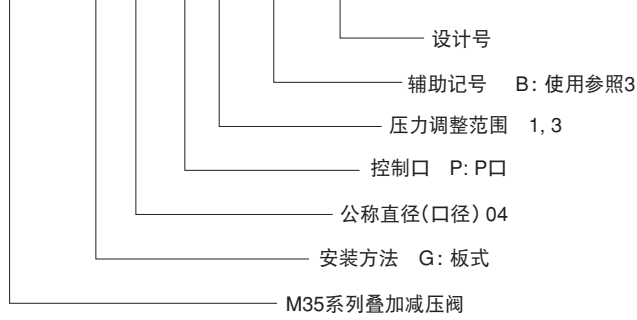 设计号
辅助记号 B: 使用参照3
压力调整范围 1, 3
控制口 P: P口
公称直径(口径) 04
安装方法 G: 板式
M35系列叠加减压阀